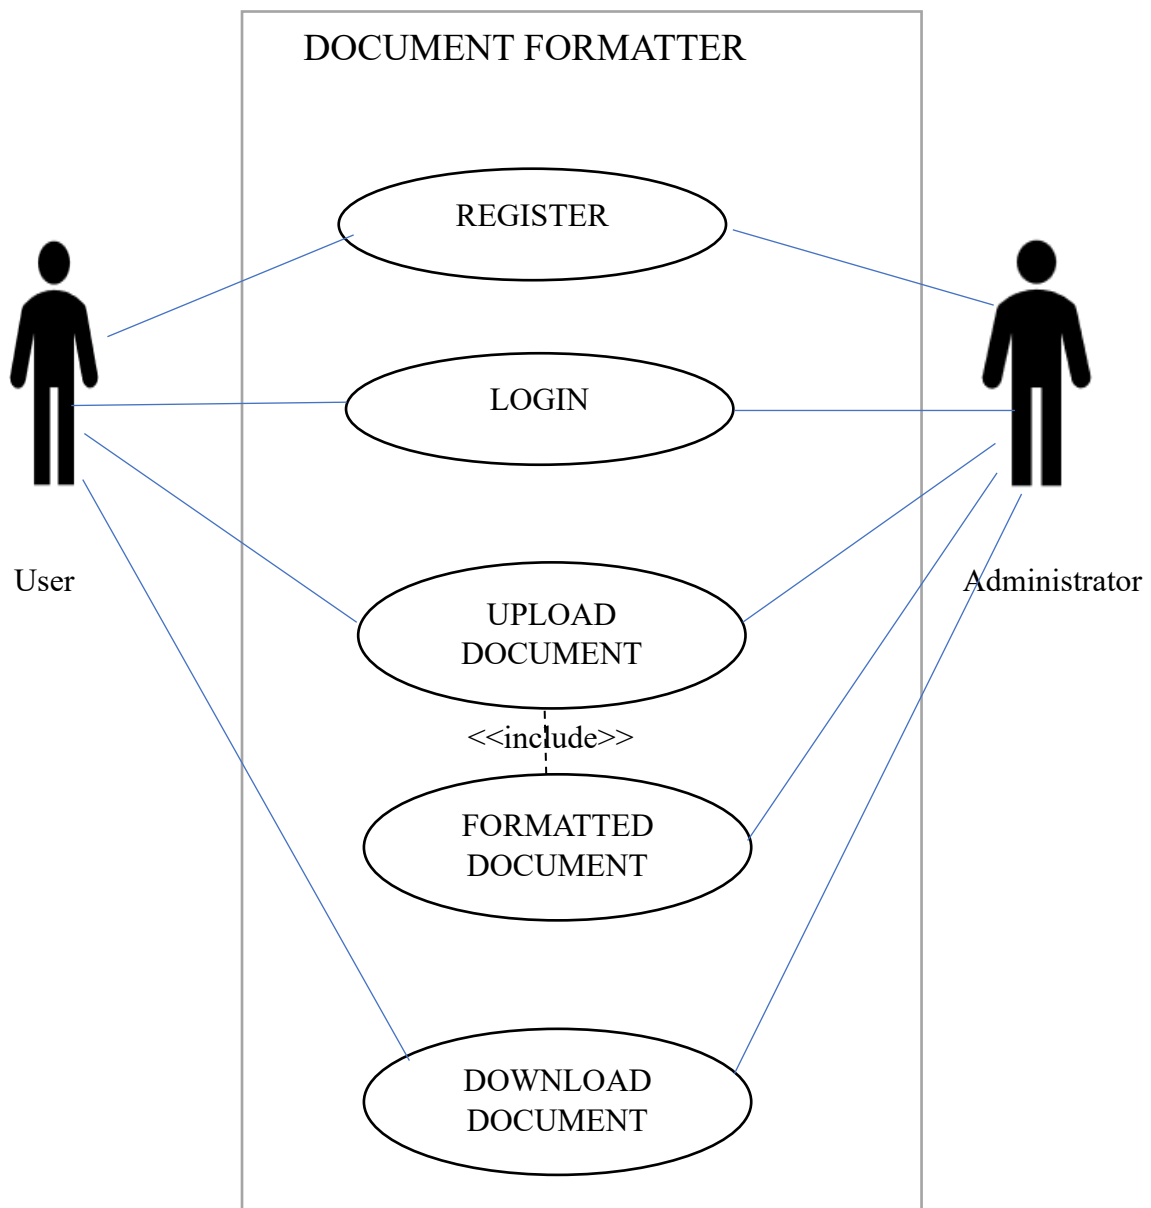 DOCUMENT FORMATTER
REGISTER
LOGIN
User
Administrator
UPLOAD
DOCUMENT
<<include>>
FORMATTED
DOCUMENT
DOWNLOAD
DOCUMENT